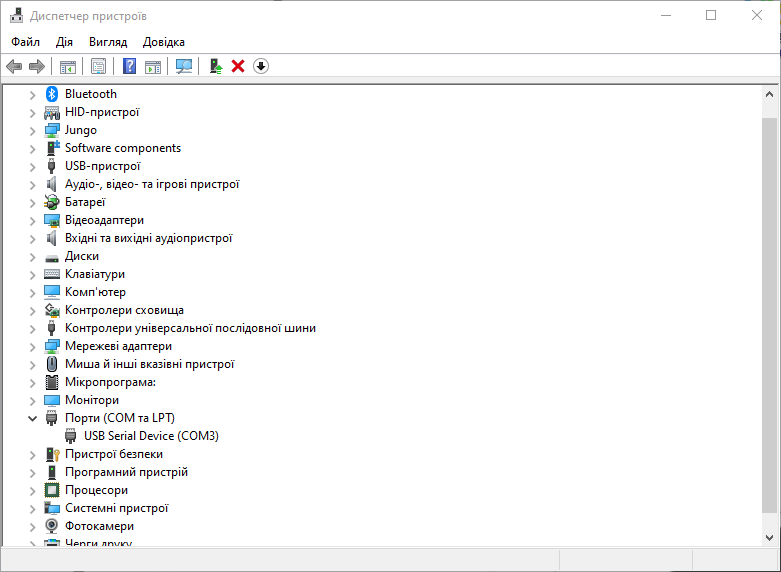 Диспетчер пристроїв
Файл Дія Вигляд Довідка
Bluetooth
HID-пристрої
Jungo
Software components
USB-пристрої
Аудіо-, відео- та ігрові пристрої
Батареї
Відеоадаптери
Вхідні та вихідні аудіопристрої
Диски
Клавіатури
Комп'ютер
Контролери сховища
Контролери універсальної послідовної шини
Мережеві адаптери
Миша й інші вказівні пристрої
Мікропрограма:
Монітори
Порти (COM та LPT)
USB Serial Device (COM3)
Пристрої безпеки
Програмний пристрій
Процесори
Системні пристрої
Фотокамери
Черги друку